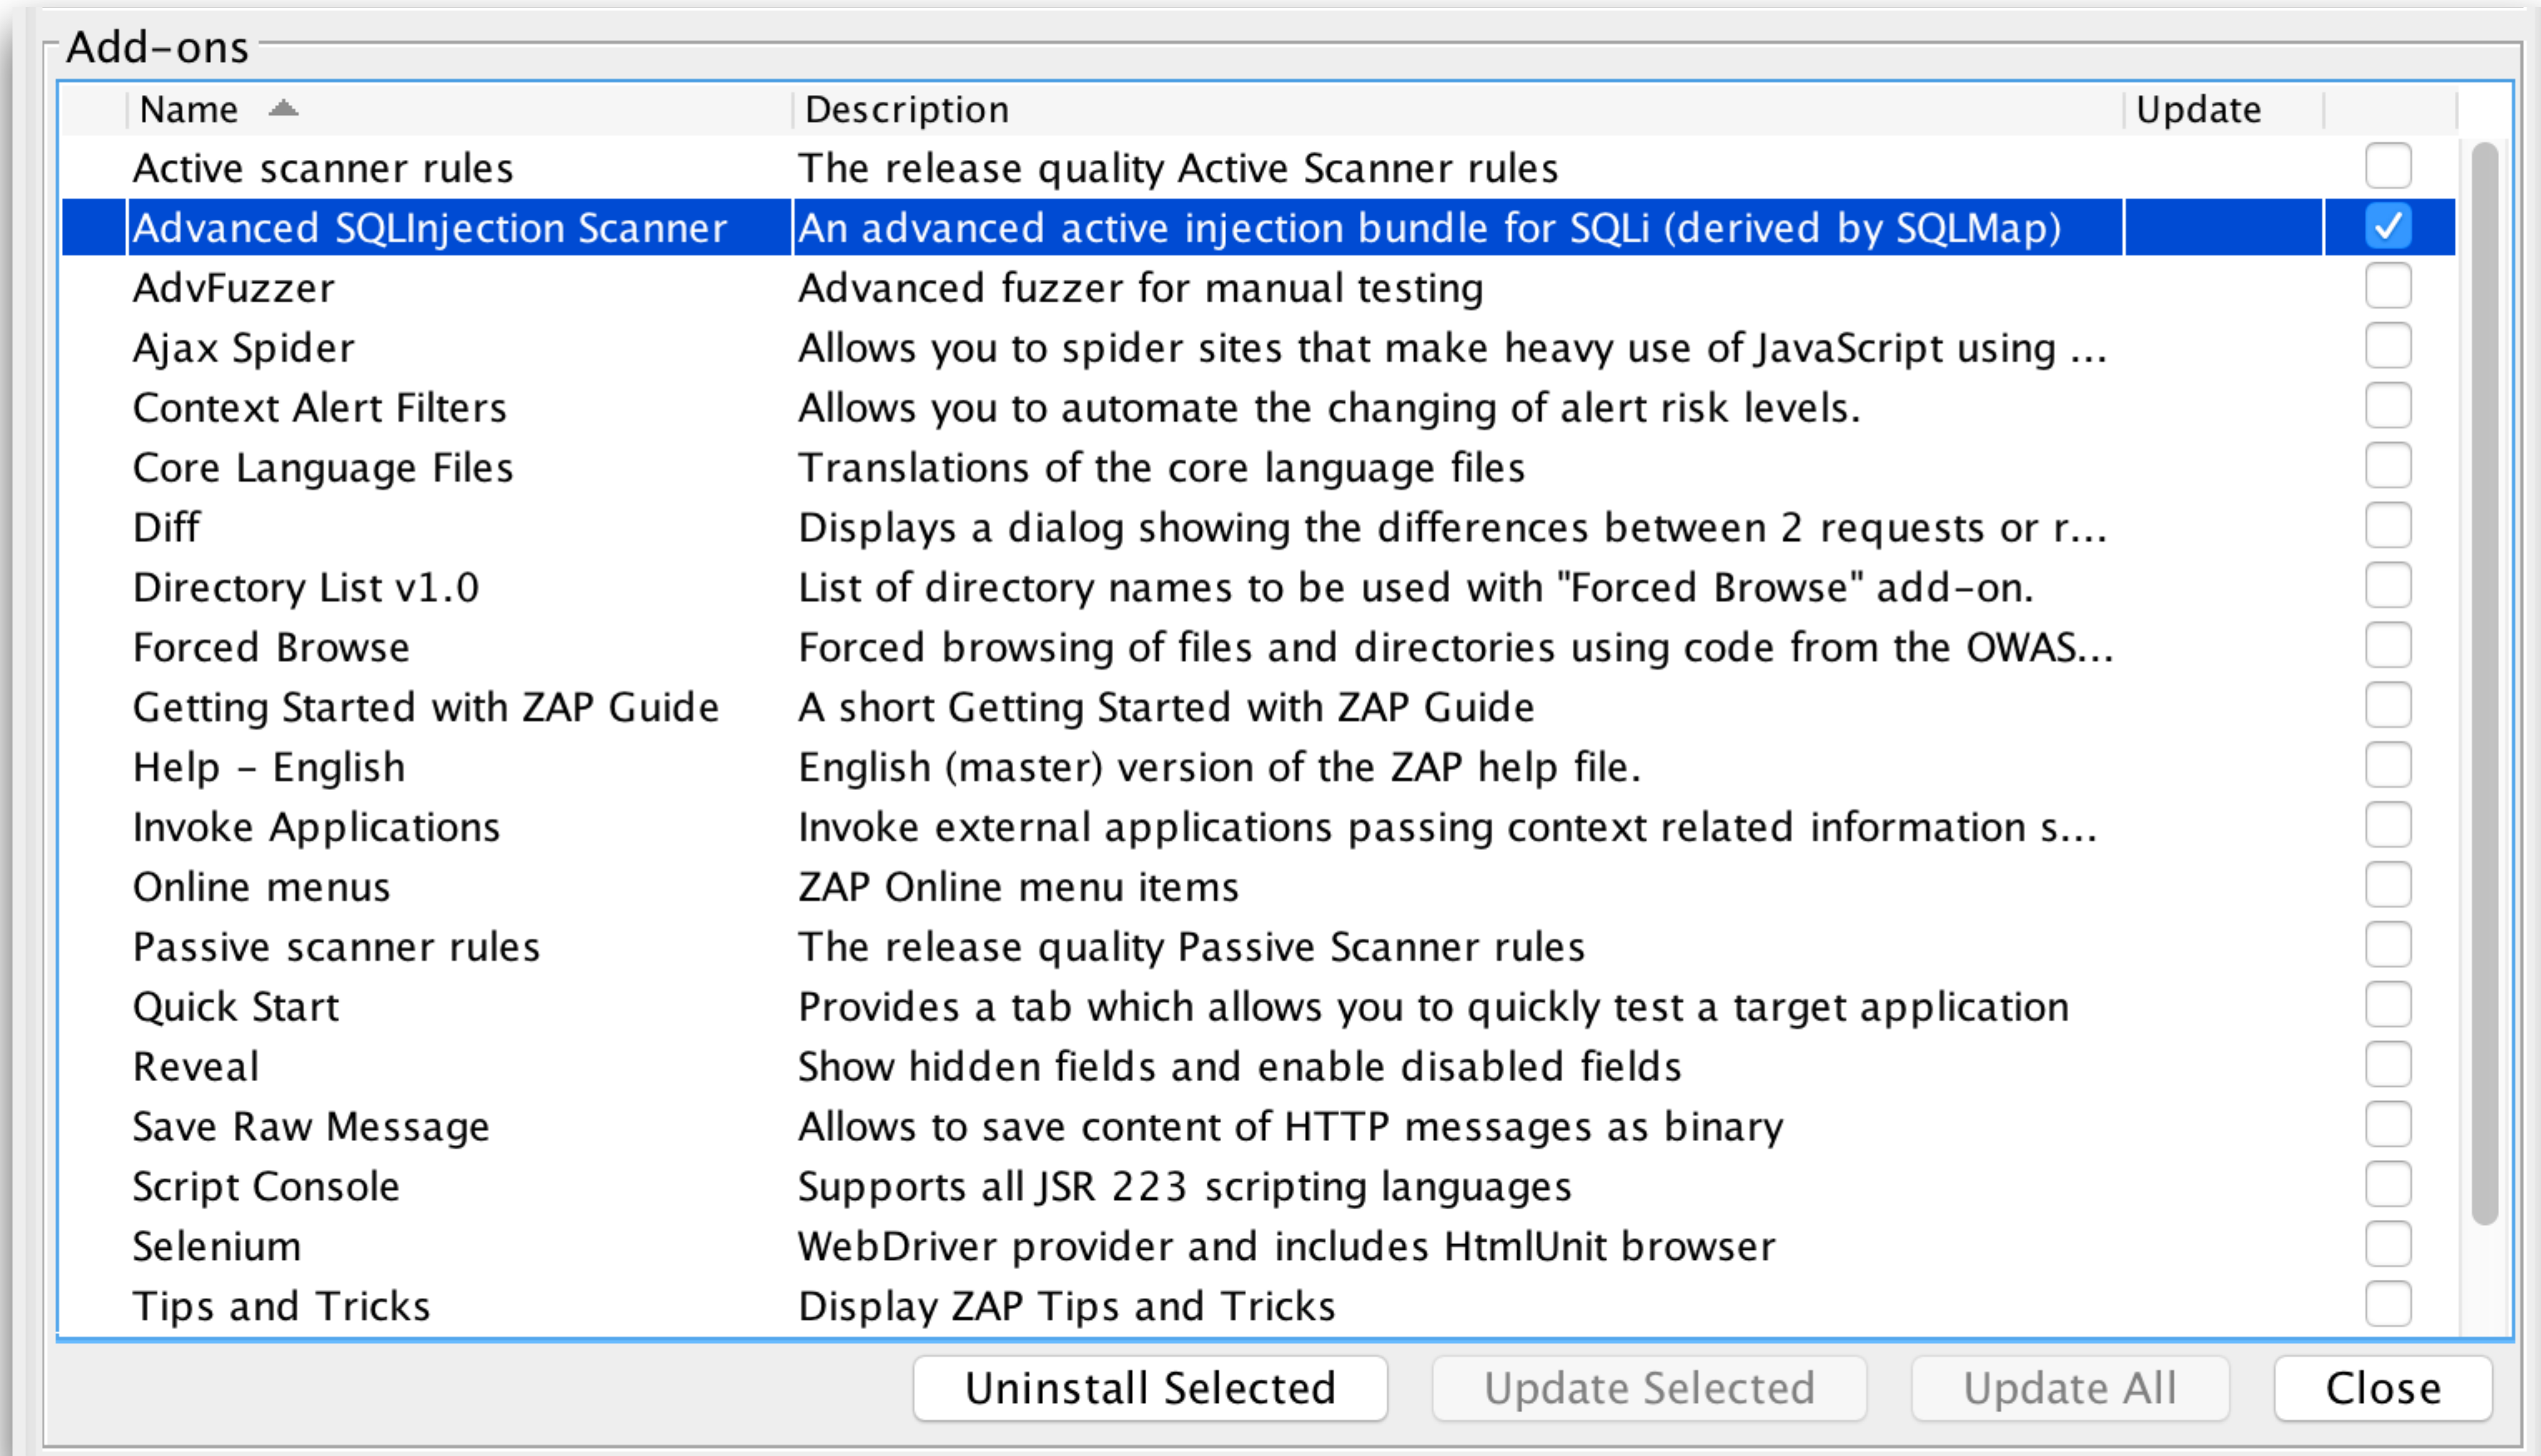 Add-ons
Name Description Update
Active scanner rules The release quality Active Scanner rules
Advanced SQLInjection Scanner An advanced active injection bundle for SQLi (derived by SQLMap)
AdvFuzzer Advanced fuzzer for manual testing
Ajax Spider Allows you to spider sites that make heavy use of JavaScript using ...
Context Alert Filters Allows you to automate the changing of alert risk levels.
Core Language Files Translations of the core language files
Diff Displays a dialog showing the differences between 2 requests or r...
Directory List v1.0 List of directory names to be used with "Forced Browse" add-on.
Forced Browse Forced browsing of files and directories using code from the OWAS...
Getting Started with ZAP Guide A short Getting Started with ZAP Guide
Help - English English (master) version of the ZAP help file.
Invoke Applications Invoke external applications passing context related information s...
Online menus ZAP Online menu items
Passive scanner rules The release quality Passive Scanner rules
Quick Start Provides a tab which allows you to quickly test a target application
Reveal Show hidden fields and enable disabled fields
Save Raw Message Allows to save content of HTTP messages as binary
Script Console Supports all JSR 223 scripting languages
Selenium WebDriver provider and includes HtmlUnit browser
Tips and Tricks Display ZAP Tips and Tricks
Uninstall Selected Update Selected Update All Close